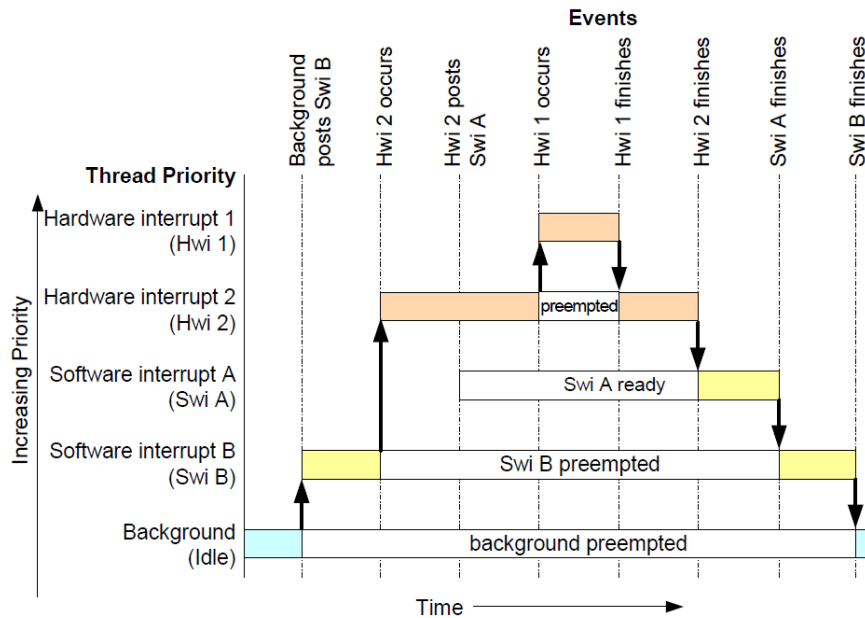 Events
Background
posts Swi B
Hwi 2 occurs
Hwi 2 posts
Swi A
Hwi 1 occurs
Hwi 1 finishes
Hwi 2 finishes
Swi A finishes
Swi B finishes
Thread Priority
Increasing Priority
Hardware interrupt 1
(Hwi 1)
Hardware interrupt 2
(Hwi 2)
preempted
Software interrupt A
(Swi A)
Swi A ready
Software interrupt B
(Swi B)
Swi B preempted
Background
(Idle)
background preempted
Time